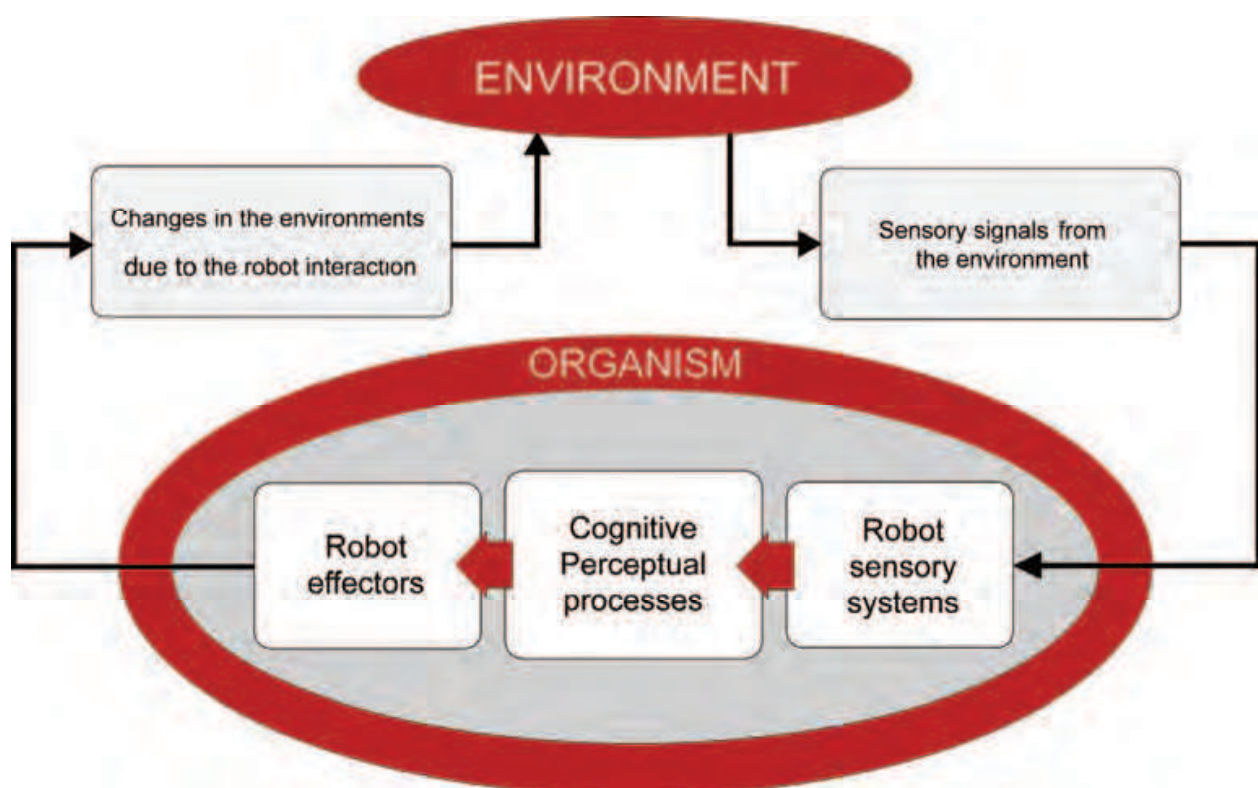 ENVIRONMENT
Changes in the environments
due to the robot interaction
Sensory signals from
the environment
ORGANISM
Robot
effectors
Cognitive
Perceptual
processes
Robot
sensory
systems